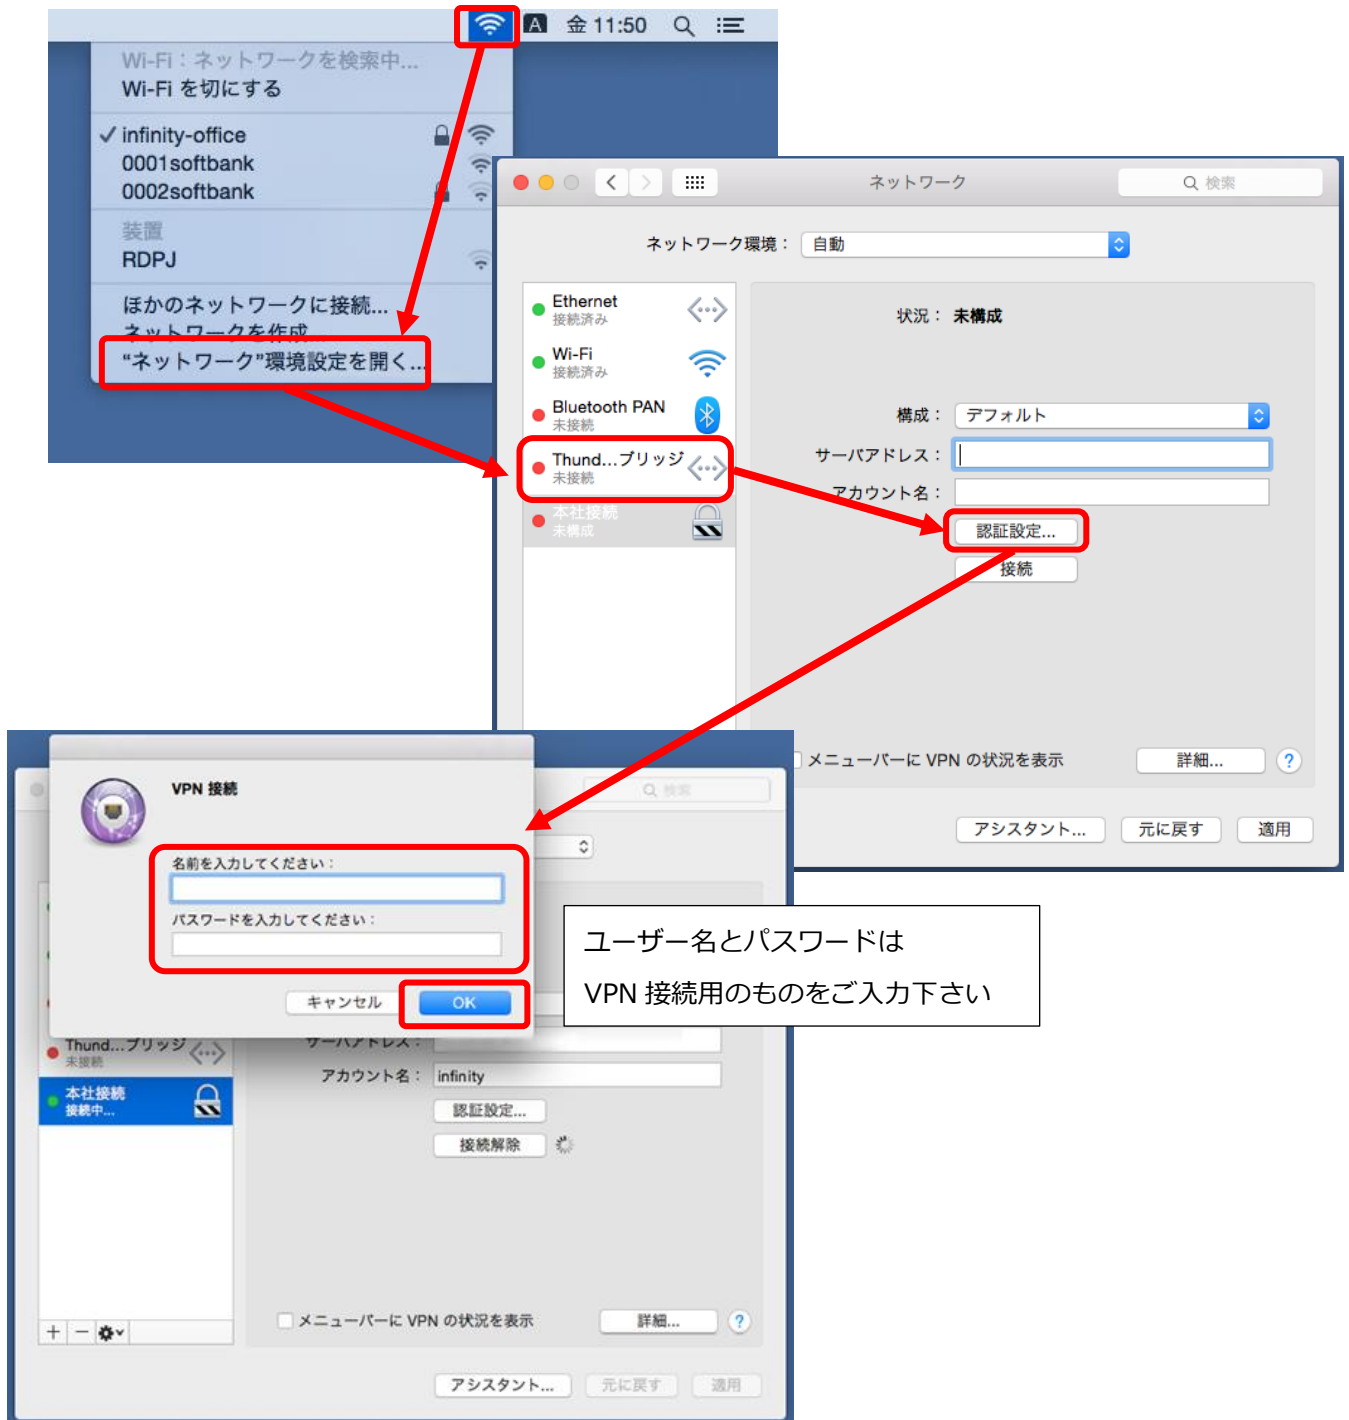 A 金 11:50
Wi-Fi：ネットワークを検索中...
Wi-Fi を切にする
✓ infinity-office
0001softbank
0002softbank
装置
RDPJ
ほかのネットワークに接続...
ネットワークを作成...
“ネットワーク”環境設定を開く...
ネットワーク
検索
ネットワーク環境： 自動
Ethernet
接続済み
Wi-Fi
接続済み
Bluetooth PAN
未接続
Thund...ブリッジ
未接続
本社接続
未構成
状況： 未構成
構成： デフォルト
サーバアドレス：
アカウント名：
認証設定...
接続
メニューバーに VPN の状況を表示
詳細... ?
アシスタント... 元に戻す 適用
VPN 接続
名前を入力してください：
パスワードを入力してください：
キャンセル OK
検索
ユーザー名とパスワードは
VPN 接続用のものをご入力下さい
Thund...ブリッジ
未接続
本社接続
接続中...
サーバアドレス：
アカウント名： infinity
認証設定...
接続解除
+ −
メニューバーに VPN の状況を表示
詳細... ?
アシスタント... 元に戻す 適用